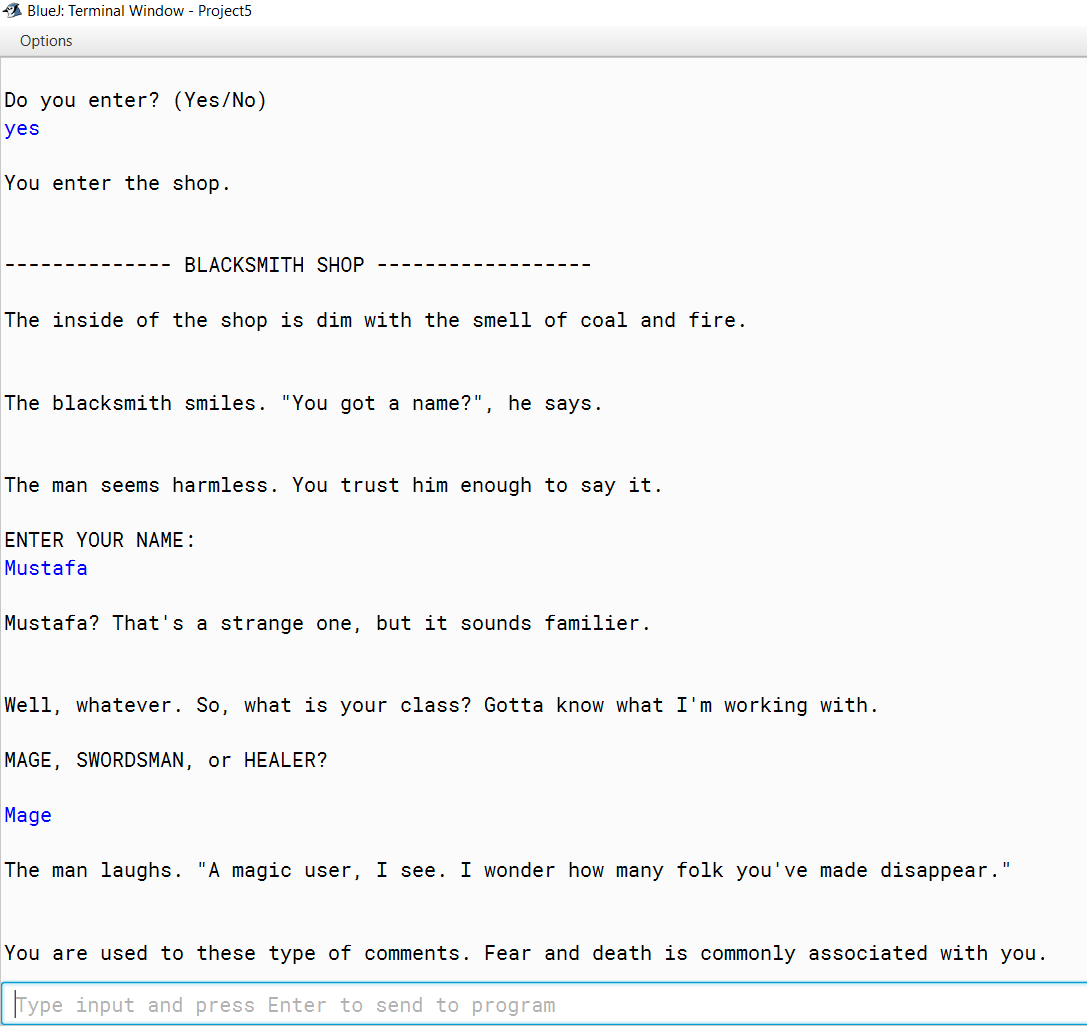 BlueJ: Terminal Window - Project5
Options
Do you enter? (Yes/No)
yes
You enter the shop.
-------------- BLACKSMITH SHOP ------------------
The inside of the shop is dim with the smell of coal and fire.
The blacksmith smiles. "You got a name?", he says.
The man seems harmless. You trust him enough to say it.
ENTER YOUR NAME:
Mustafa
Mustafa? That's a strange one, but it sounds familier.
Well, whatever. So, what is your class? Gotta know what I'm working with.
MAGE, SWORDSMAN, or HEALER?
Mage
The man laughs. "A magic user, I see. I wonder how many folk you've made disappear."
You are used to these type of comments. Fear and death is commonly associated with you.
Type input and press Enter to send to program